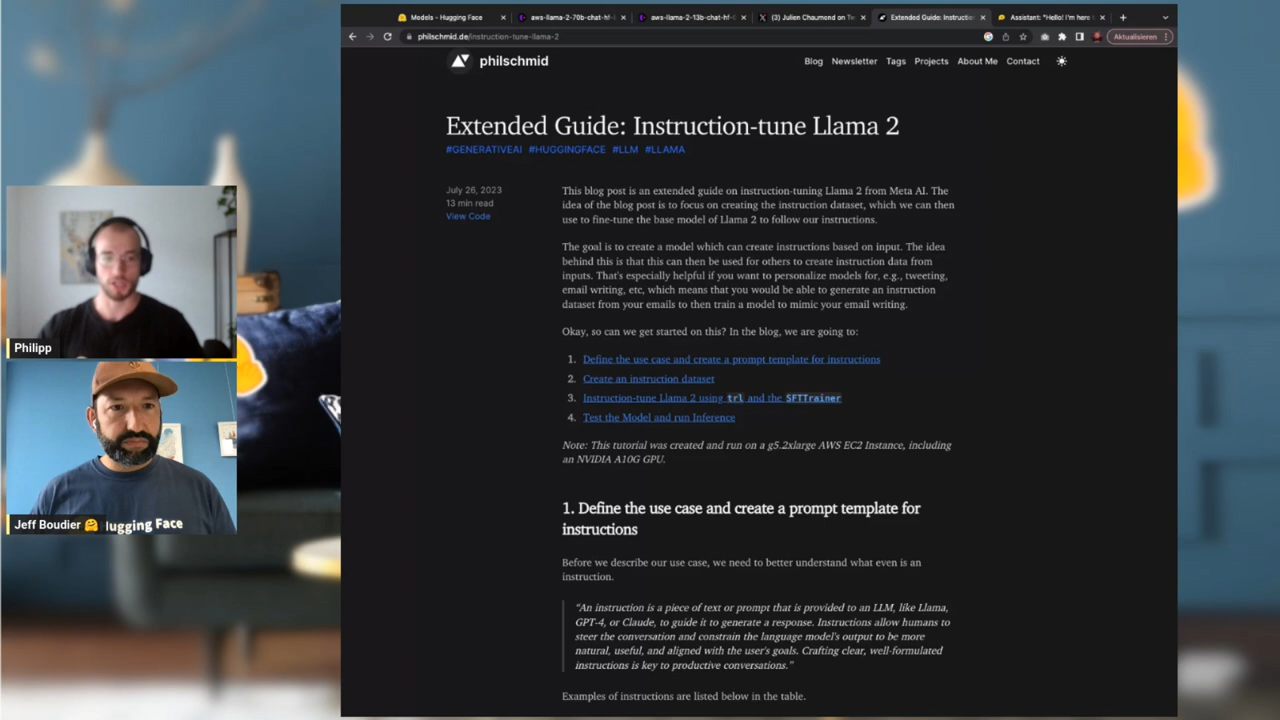 Models - Hugging Face
aws-llama-2-70b-chat-hf-
aws-llama-2-13b-chat-hf-
(3) Julien Chaumond on Tw
Extended Guide: Instructio
Assistant: "Hello! I'm here t
philschmid.de/instruction-tune-llama-2
Aktualisieren
philschmid
Blog Newsletter Tags Projects About Me Contact
Extended Guide: Instruction-tune Llama 2
#GENERATIVEAI #HUGGINGFACE #LLM #LLAMA
July 26, 2023
13 min read
View Code
This blog post is an extended guide on instruction-tuning Llama 2 from Meta AI. The
idea of the blog post is to focus on creating the instruction dataset, which we can then
use to fine-tune the base model of Llama 2 to follow our instructions.
The goal is to create a model which can create instructions based on input. The idea
behind this is that this can then be used for others to create instruction data from
inputs. That's especially helpful if you want to personalize models for, e.g., tweeting,
email writing, etc, which means that you would be able to generate an instruction
dataset from your emails to then train a model to mimic your email writing.
Okay, so can we get started on this? In the blog, we are going to:
1. Define the use case and create a prompt template for instructions
2. Create an instruction dataset
3. Instruction-tune Llama 2 using trl and the SFTTrainer
4. Test the Model and run Inference
Note: This tutorial was created and run on a g5.2xlarge AWS EC2 Instance, including
an NVIDIA A10G GPU.
1. Define the use case and create a prompt template for
instructions
Before we describe our use case, we need to better understand what even is an
instruction.
"An instruction is a piece of text or prompt that is provided to an LLM, like Llama,
GPT-4, or Claude, to guide it to generate a response. Instructions allow humans to
steer the conversation and constrain the language model's output to be more
natural, useful, and aligned with the user's goals. Crafting clear, well-formulated
instructions is key to productive conversations."
Examples of instructions are listed below in the table.
Philipp
Hugging Face
Jeff Boudier 🤗